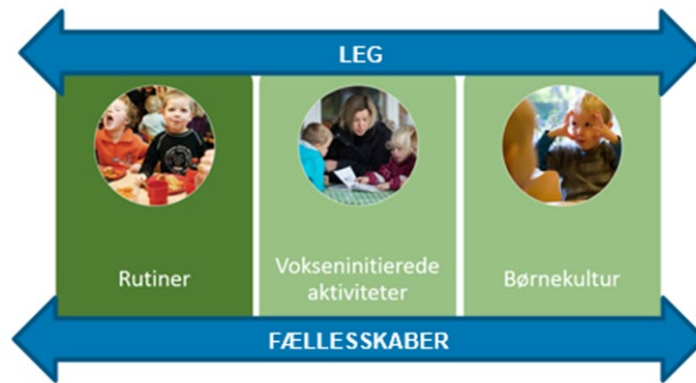 LEG
Rutiner
Vokseninitierede
aktiviteter
Børnekultur
FÆLLESSKABER